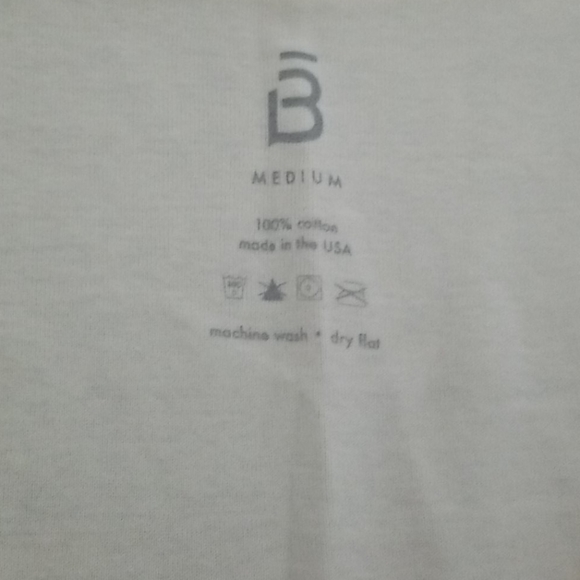 B
MEDIUM
100% cotton
made in the USA
machine wash * dry flat